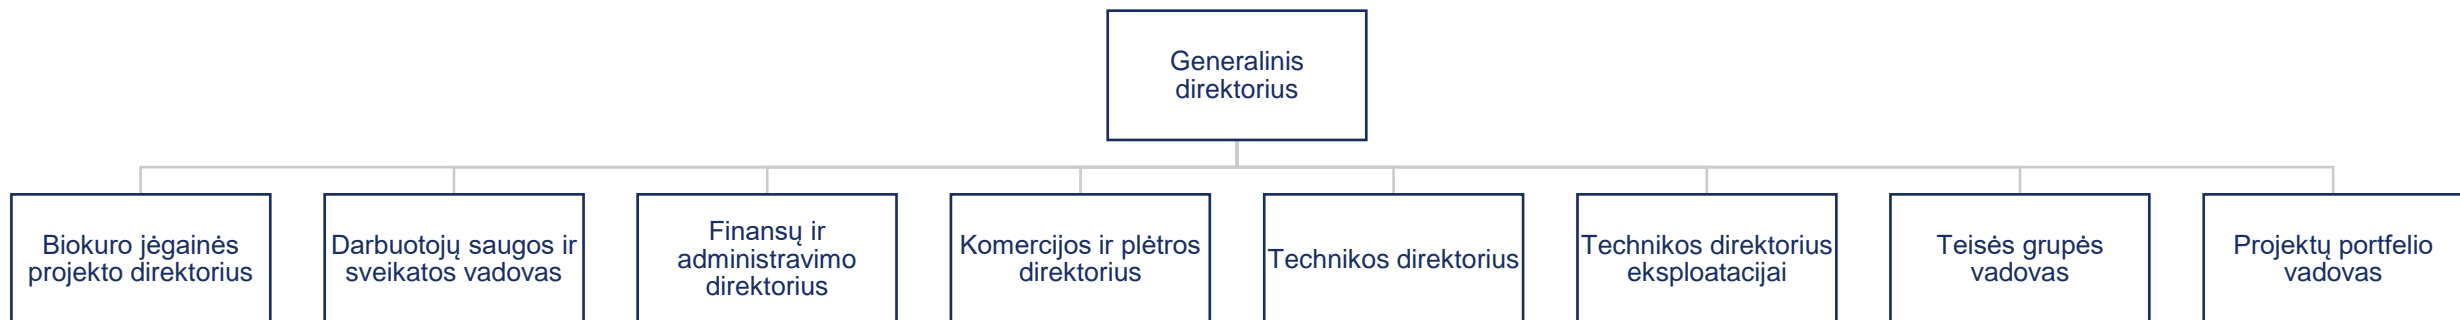 Generalinis
direktorius
Biokuro jėgainės
projekto direktorius
Darbuotojų saugos ir
sveikatos vadovas
Finansų ir
administravimo
direktorius
Komercijos ir plėtros
direktorius
Technikos direktorius
Technikos direktorius
eksploatacijai
Teisės grupės
vadovas
Projektų portfelio
vadovas